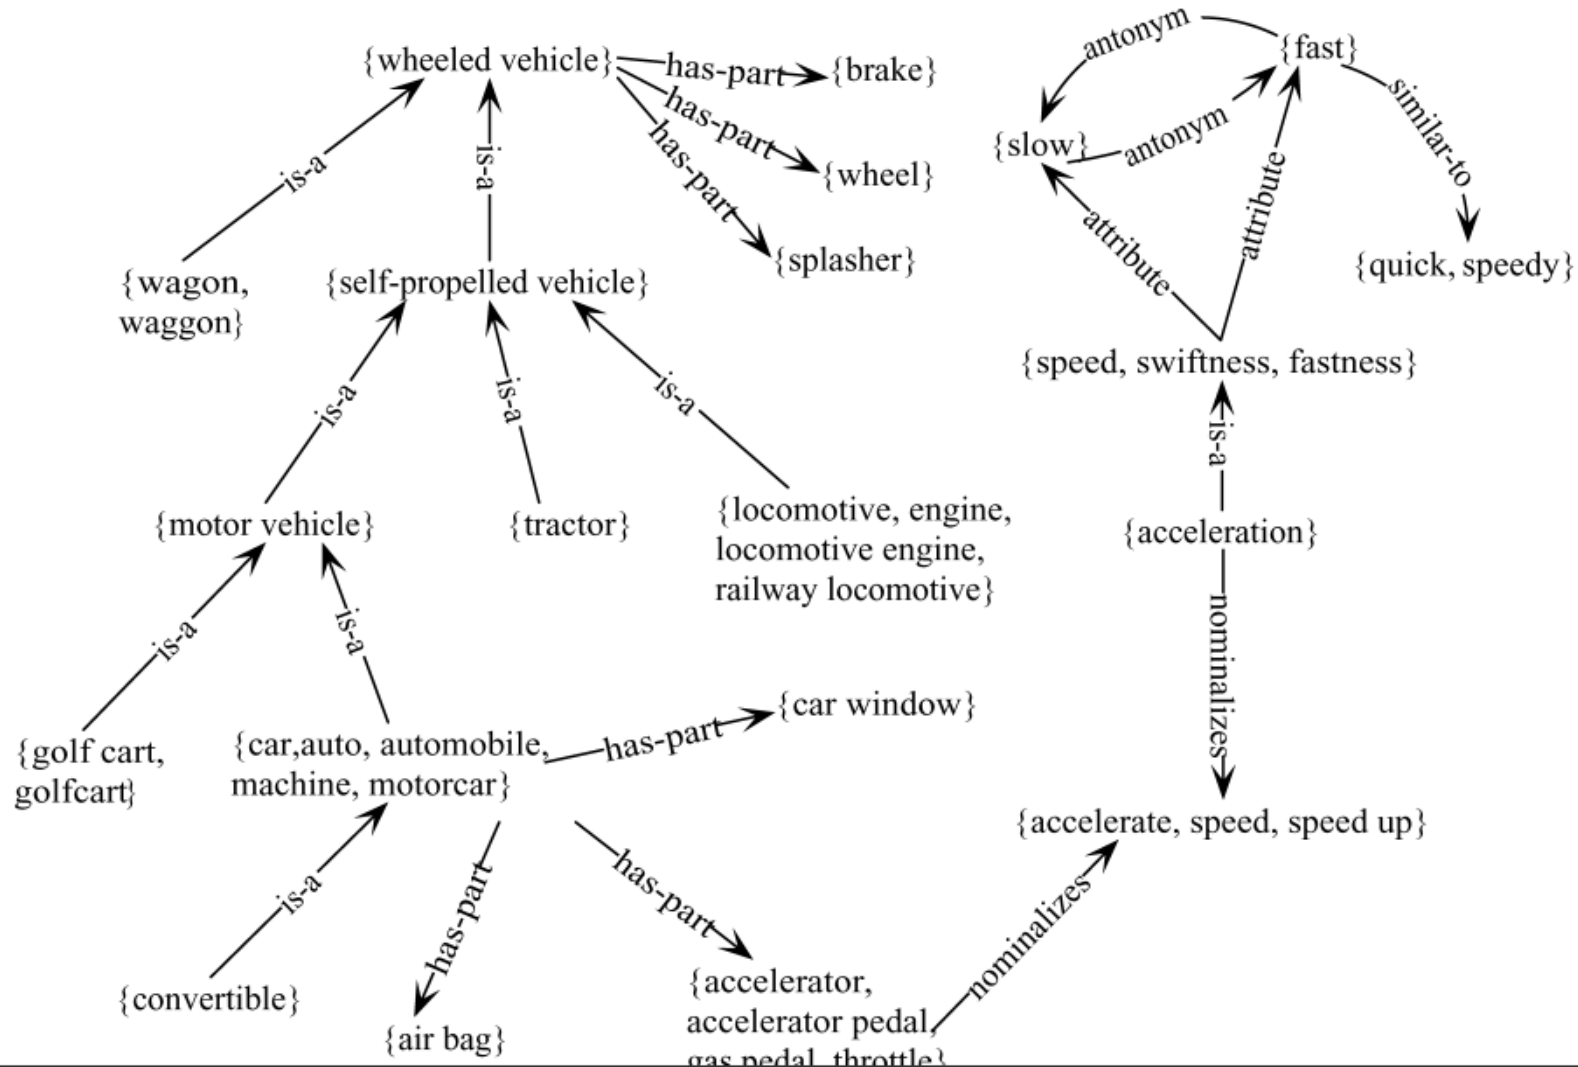 {wheeled vehicle}
has-part
{brake}
has-part
{wheel}
has-part
{splasher}
is-a
is-a
{wagon,
waggon}
{self-propelled vehicle}
is-a
is-a
is-a
{motor vehicle}
{tractor}
{locomotive, engine,
locomotive engine,
railway locomotive}
is-a
is-a
{golf cart,
golfcart}
{car,auto, automobile,
machine, motorcar}
has-part
{car window}
is-a
has-part
has-part
{convertible}
{air bag}
{accelerator,
accelerator pedal,
gas pedal, throttle}
nominalizes
antonym
{fast}
{slow}
antonym
similar-to
{quick, speedy}
attribute
attribute
{speed, swiftness, fastness}
is-a
{acceleration}
nominalizes
{accelerate, speed, speed up}